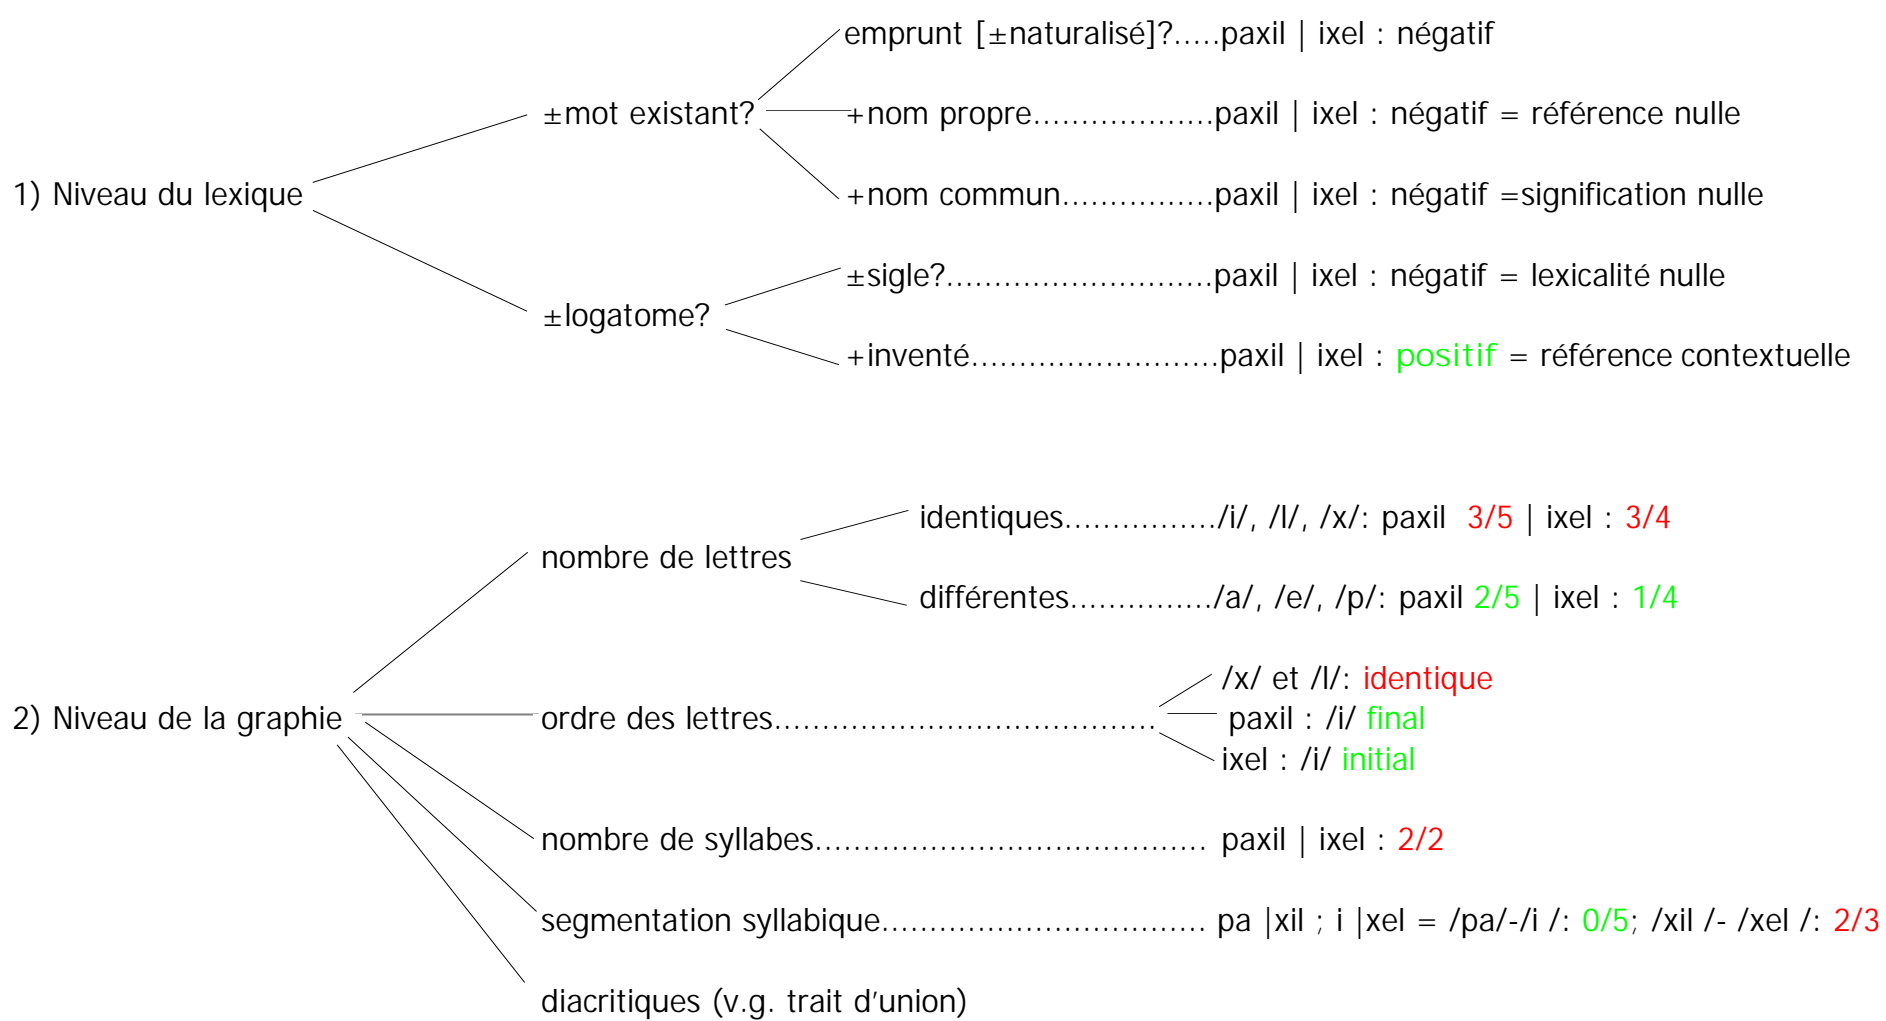 emprunt [±naturalisé]?.....paxil | ixel : négatif
±mot existant? +nom propre...................paxil | ixel : négatif = référence nulle
1) Niveau du lexique +nom commun................paxil | ixel : négatif =signification nulle
±sigle?............................paxil | ixel : négatif = lexicalité nulle
±logatome?
+inventé..........................paxil | ixel : positif = référence contextuelle
identiques................/i/, /l/, /x/: paxil 3/5 | ixel : 3/4
nombre de lettres
différentes.............../a/, /e/, /p/: paxil 2/5 | ixel : 1/4
/x/ et /l/: identique
2) Niveau de la graphie ordre des lettres........................................ paxil : /i/ final
ixel : /i/ initial
nombre de syllabes......................................... paxil | ixel : 2/2
segmentation syllabique.................................. pa |xil ; i |xel = /pa/-/i /: 0/5; /xil /- /xel /: 2/3
diacritiques (v.g. trait d’union)